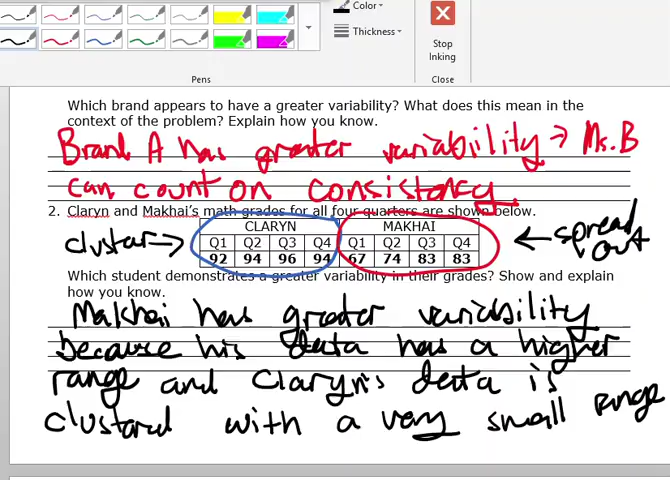 Color
Thickness
Stop
Inking
Pens
Close
Which brand appears to have a greater variability? What does this mean in the
context of the problem? Explain how you know.
Brand A has greater variability → Ms. B
can count on consistency
2. Claryn and Makhai's math grades for all four quarters are shown below.
CLARYN MAKHAI
clustar → Q1 Q2 Q3 Q4 Q1 Q2 Q3 Q4 ← spread out
92 94 96 94 67 74 83 83
Which student demonstrates a greater variability in their grades? Show and explain
how you know.
Makhai has greater variability
because his data has a higher
range and Claryn's data is
clustard with a very small range